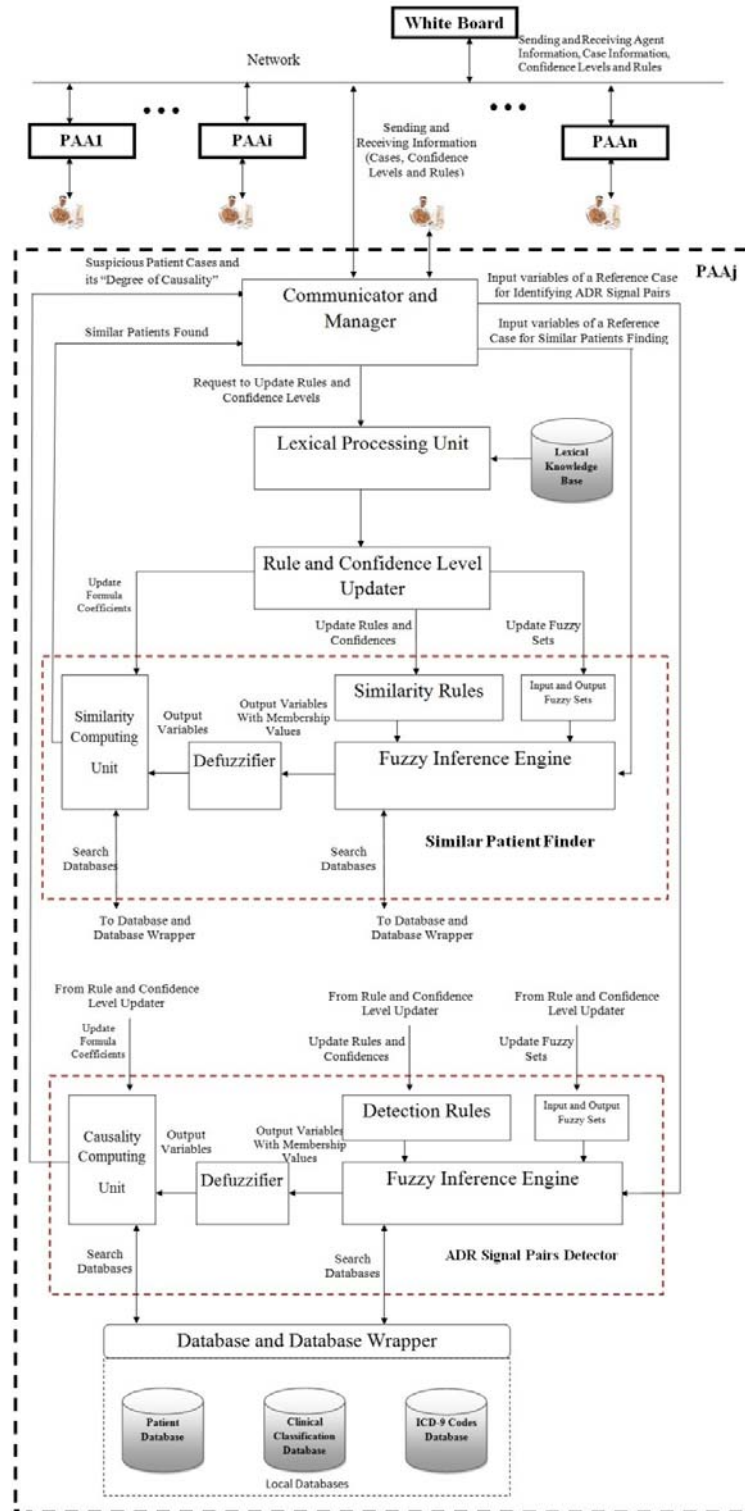 White Board
Sending and Receiving Agent
Information, Case Information,
Confidence Levels and Rules
Network
PAA1
PAAi
Sending and
Receiving Information
(Cases, Confidence
Levels and Rules)
PAAn
PAAj
Suspicious Patient Cases and
its "Degree of Causality"
Communicator and
Manager
Input variables of a Reference Case
for Identifying ADR Signal Pairs
Input variables of a Reference
Case for Similar Patients Finding
Similar Patients Found
Request to Update Rules and
Confidence Levels
Lexical Processing Unit
Lexical
Knowledge
Base
Rule and Confidence Level
Updater
Update
Formula
Coefficients
Update Rules and
Confidences
Update Fuzzy
Sets
Similarity
Computing
Unit
Output
Variables
Output Variables
With Membership
Values
Similarity Rules
Input and Output
Fuzzy Sets
Defuzzifier
Fuzzy Inference Engine
Search
Databases
Search
Databases
Similar Patient Finder
To Database and
Database Wrapper
To Database and
Database Wrapper
From Rule and Confidence
Level Updater
From Rule and Confidence
Level Updater
From Rule and Confidence
Level Updater
Update
Formula
Coefficients
Update Rules and
Confidences
Update Fuzzy
Sets
Causality
Computing
Unit
Output
Variables
Output Variables
With Membership
Values
Detection Rules
Input and Output
Fuzzy Sets
Defuzzifier
Fuzzy Inference Engine
Search
Databases
Search
Databases
ADR Signal Pairs Detector
Database and Database Wrapper
Patient
Database
Clinical
Classification
Database
ICD-9 Codes
Database
Local Databases